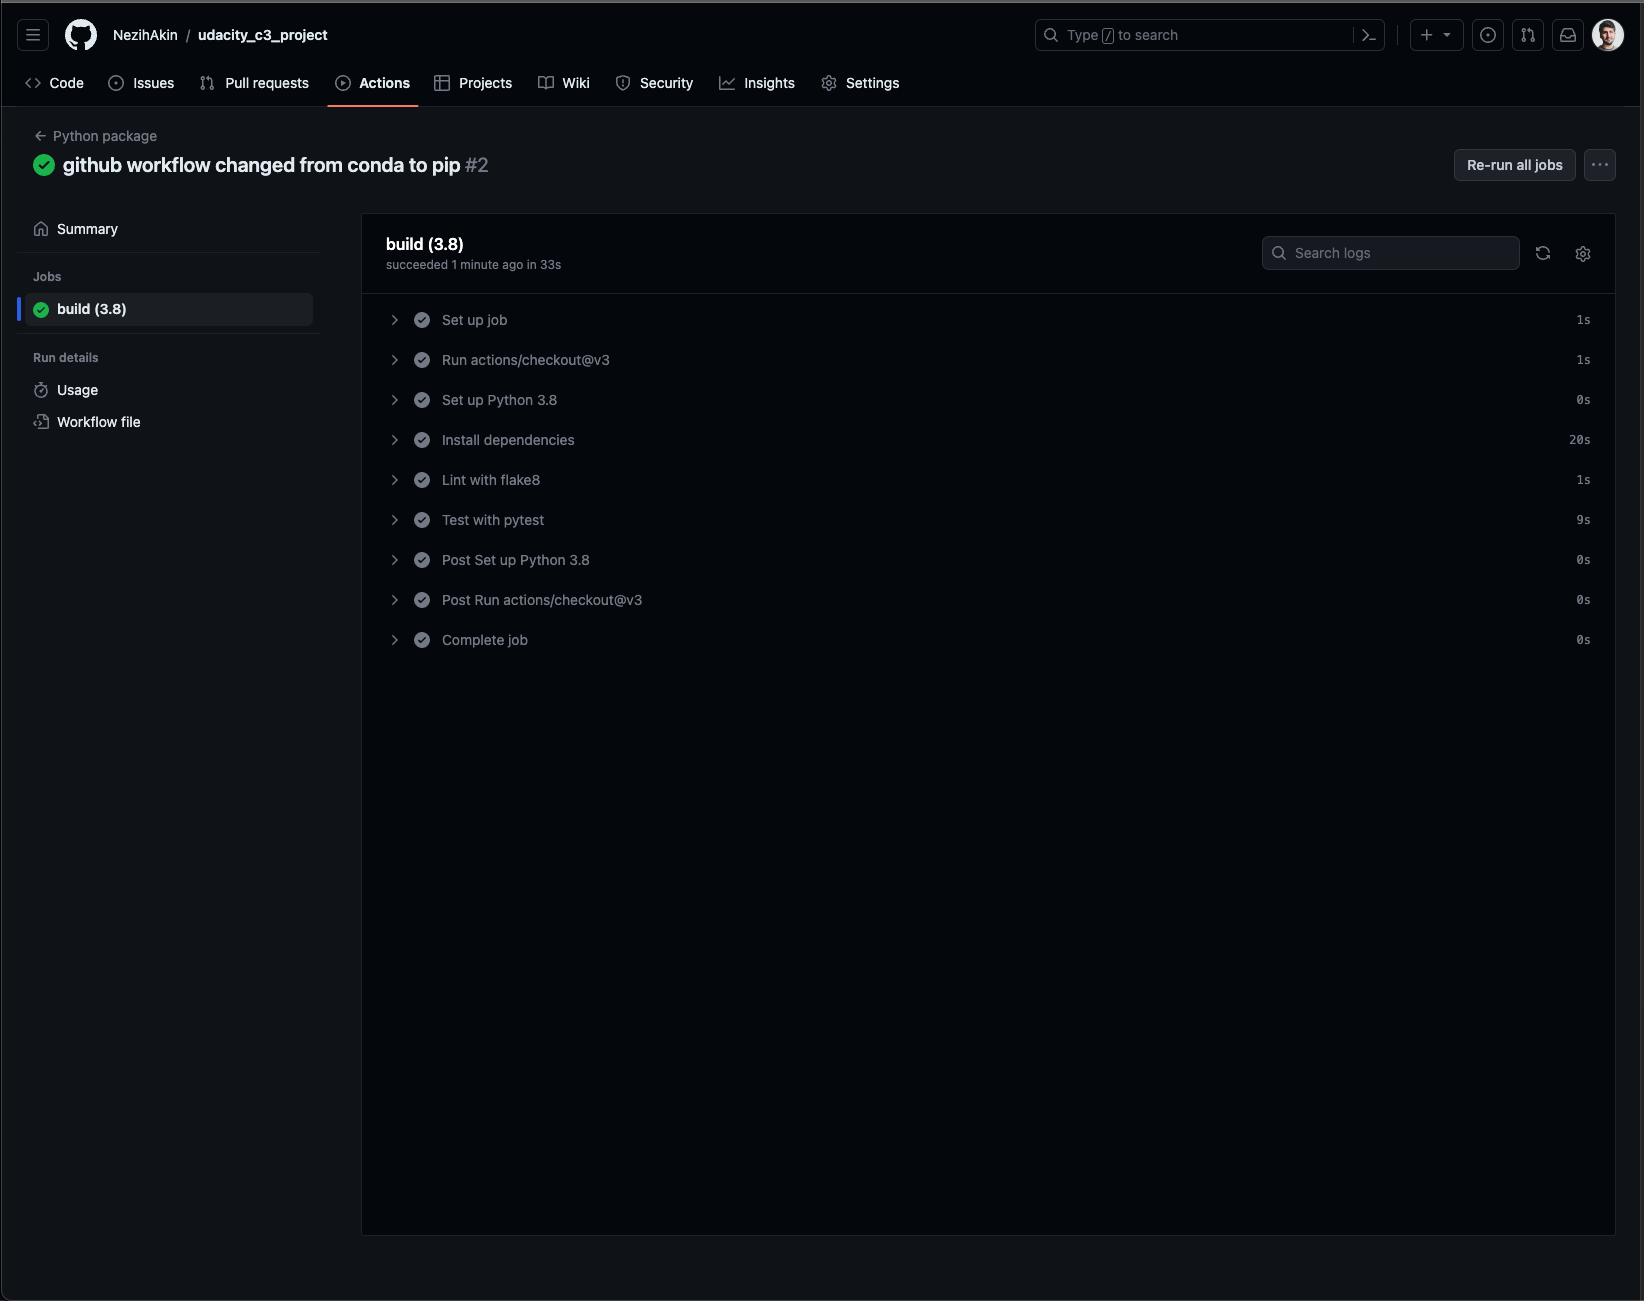 NezihAkin / udacity_c3_project
Type / to search
Code Issues Pull requests Actions Projects Wiki Security Insights Settings
Python package
github workflow changed from conda to pip #2
Re-run all jobs
Summary
Jobs
build (3.8)
Run details
Usage
Workflow file
build (3.8)
succeeded 1 minute ago in 33s
Search logs
Set up job 1s
Run actions/checkout@v3 1s
Set up Python 3.8 0s
Install dependencies 20s
Lint with flake8 1s
Test with pytest 9s
Post Set up Python 3.8 0s
Post Run actions/checkout@v3 0s
Complete job 0s